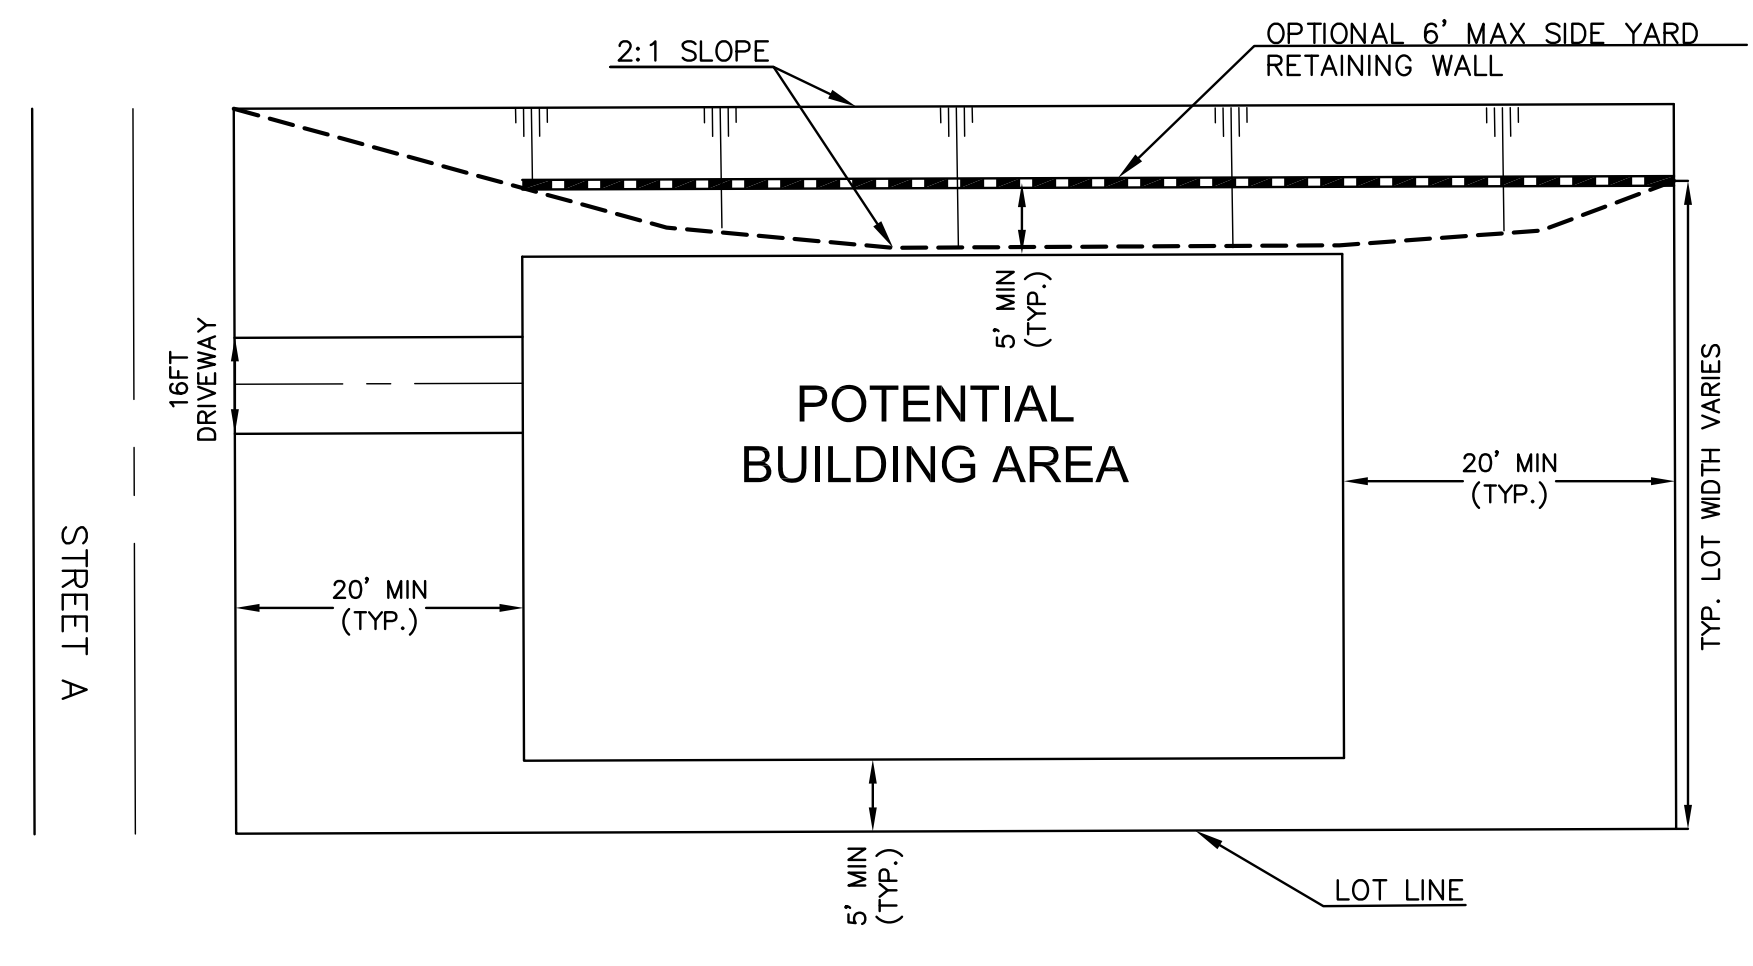 2:1 SLOPE
OPTIONAL 6' MAX SIDE YARD
RETAINING WALL
5' MIN
(TYP.)
16FT
DRIVEWAY
POTENTIAL
BUILDING AREA
20' MIN
(TYP.)
TYP. LOT WIDTH VARIES
STREET A
20' MIN
(TYP.)
5' MIN
(TYP.)
LOT LINE